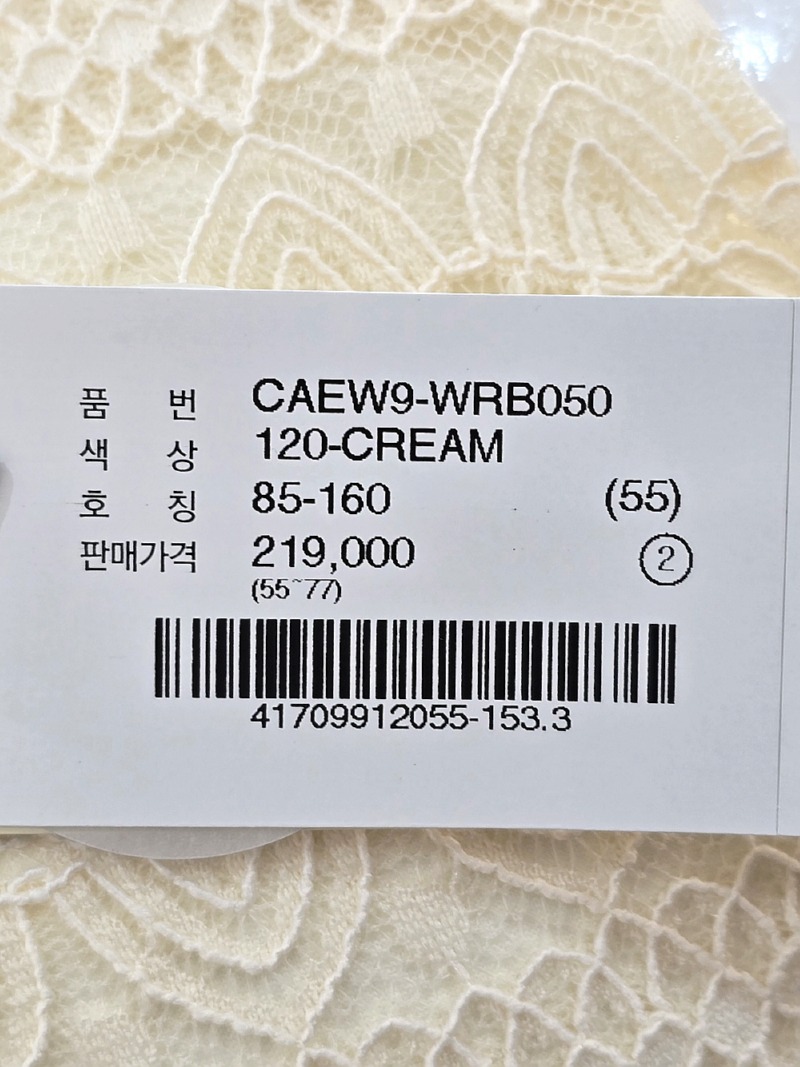 품 번 CAEW9-WRB050
색 상 120-CREAM
호 칭 85-160 (55)
판매가격 219,000 ②
(55~77)
41709912055-153.3